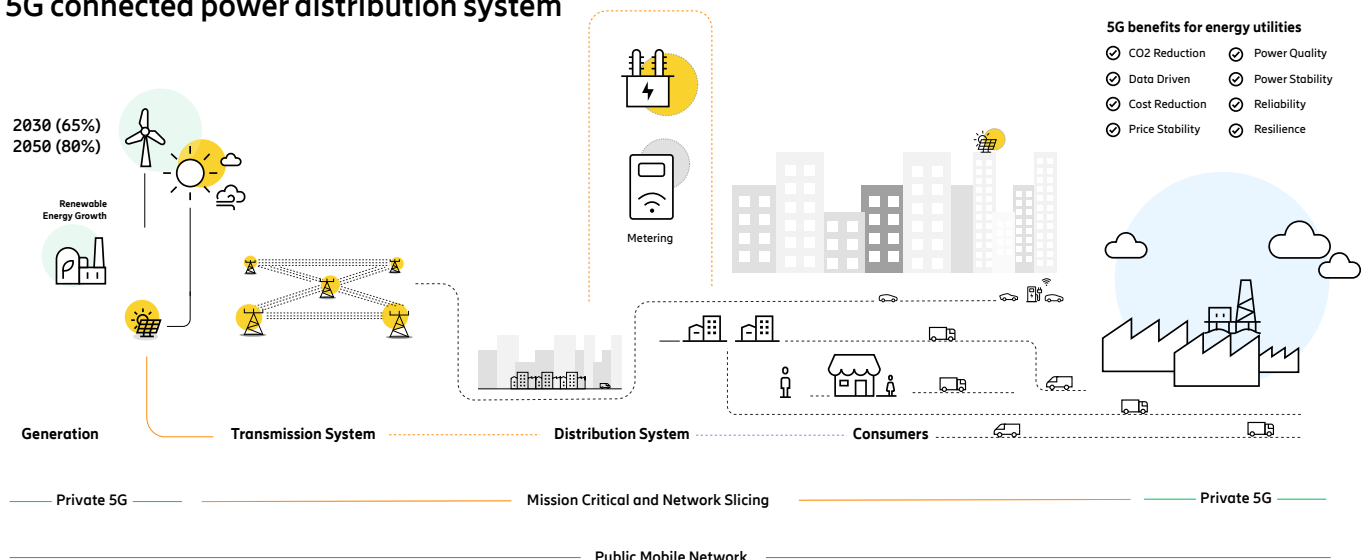 5G connected power distribution system
5G benefits for energy utilities
CO2 Reduction
Power Quality
Data Driven
Power Stability
Cost Reduction
Reliability
Price Stability
Resilience
2030 (65%)
2050 (80%)
Renewable
Energy Growth
Metering
Generation
Transmission System
Distribution System
Consumers
Private 5G
Mission Critical and Network Slicing
Private 5G
Public Mobile Network